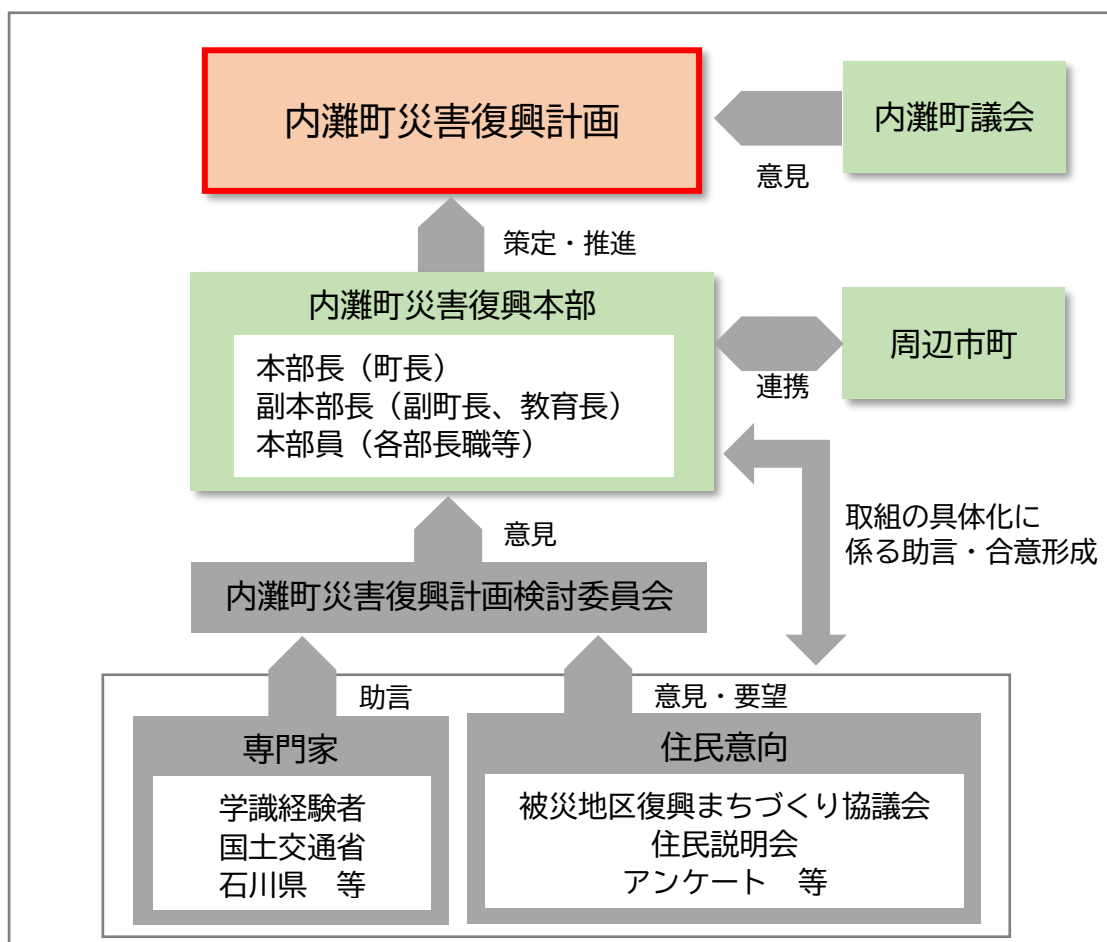 内灘町災害復興計画
内灘町議会
意見
策定・推進
内灘町災害復興本部
本部長（町長）
副本部長（副町長、教育長）
本部員（各部長職等）
周辺市町
連携
取組の具体化に
係る助言・合意形成
意見
内灘町災害復興計画検討委員会
助言
意見・要望
専門家
学識経験者
国土交通省
石川県　等
住民意向
被災地区復興まちづくり協議会
住民説明会
アンケート　等